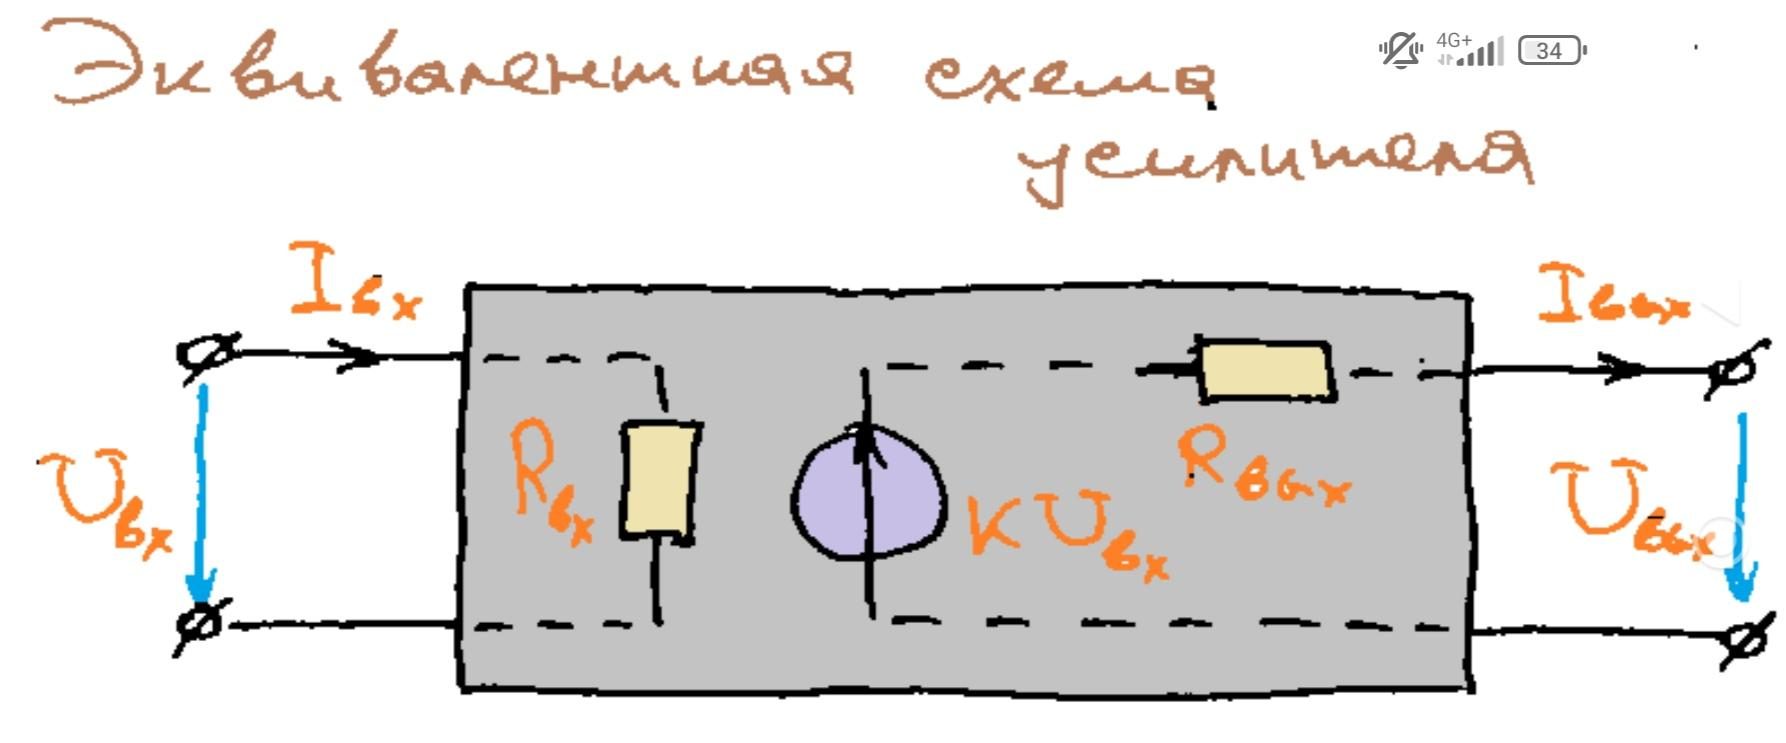 Эквивалентная схема
4G+ 34
усилителя
Iвх
Iвых
Uвх
Rвх
KUвх
Rвых
Uвых